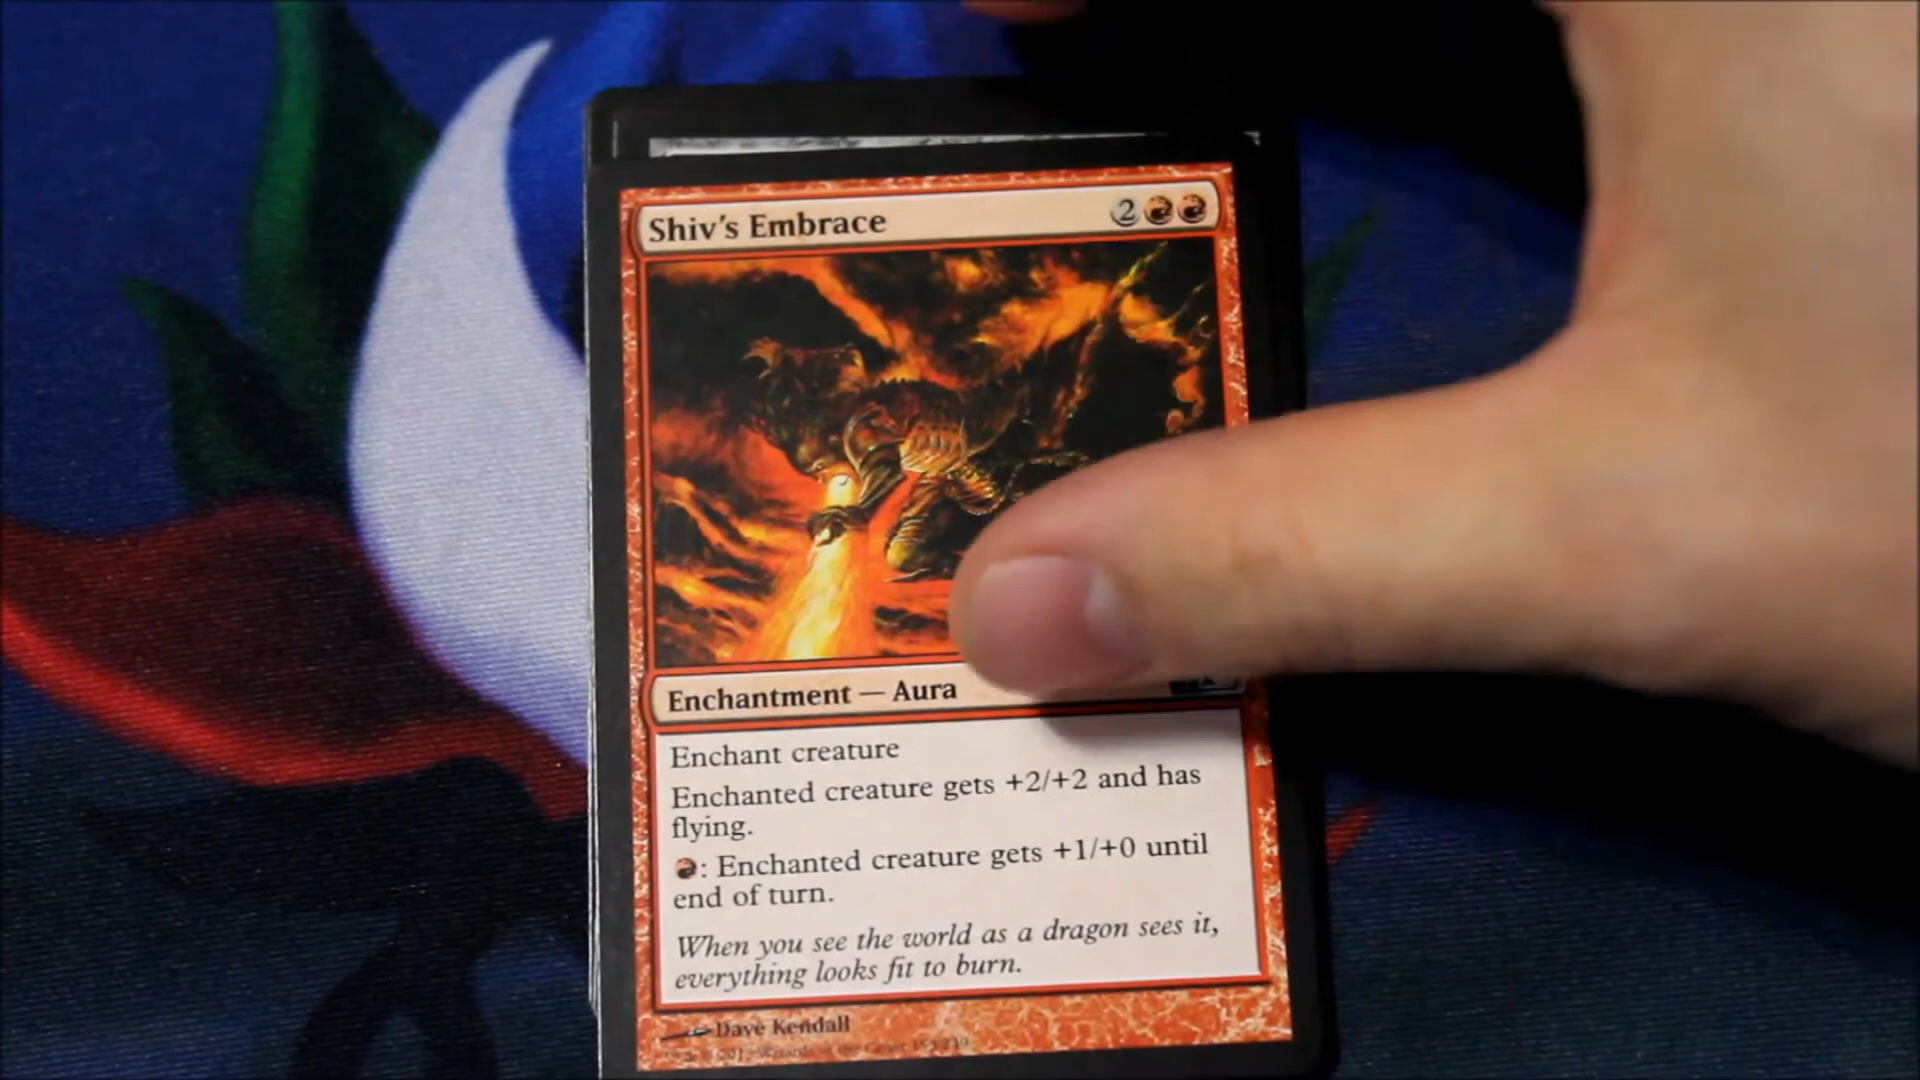 Shiv's Embrace 2
Enchantment — Aura
Enchant creature
Enchanted creature gets +2/+2 and has
flying.
: Enchanted creature gets +1/+0 until
end of turn.
When you see the world as a dragon sees it,
everything looks fit to burn.
Dave Kendall